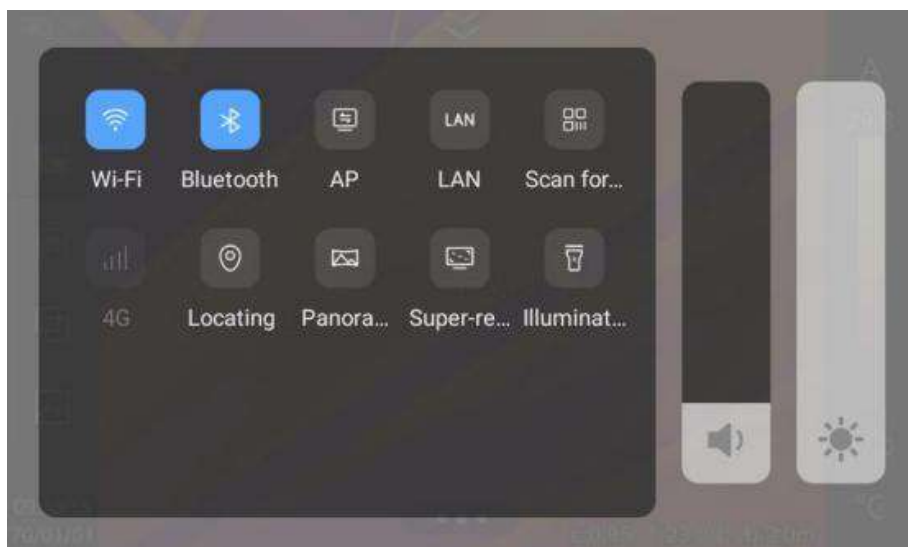 LAN
Wi-Fi Bluetooth AP LAN Scan for...
4G Locating Panora... Super-re... Illuminat...
°C